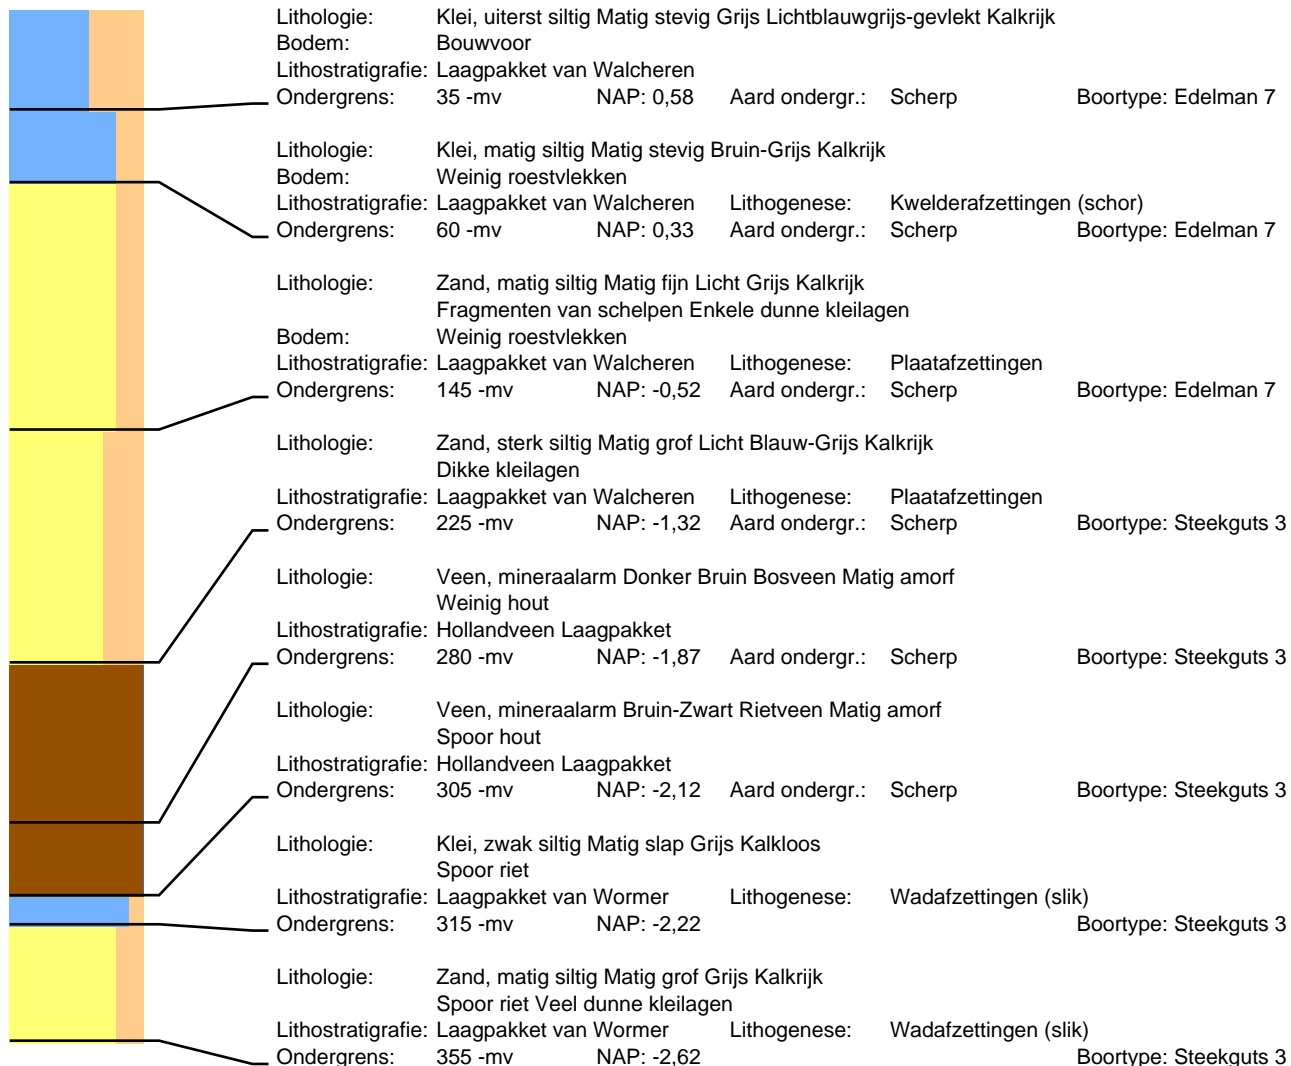 Lithologie: Klei, uiterst siltig Matig stevig Grijs Lichtblauwgrijs-gevlekt Kalkrijk
Bodem: Bouwvoor
Lithostratigrafie: Laagpakket van Walcheren
Ondergrens: 35 -mv NAP: 0,58 Aard ondergr.: Scherp Boortype: Edelman 7
Lithologie: Klei, matig siltig Matig stevig Bruin-Grijs Kalkrijk
Bodem: Weinig roestvlekken
Lithostratigrafie: Laagpakket van Walcheren Lithogenese: Kwelderafzettingen (schor)
Ondergrens: 60 -mv NAP: 0,33 Aard ondergr.: Scherp Boortype: Edelman 7
Lithologie: Zand, matig siltig Matig fijn Licht Grijs Kalkrijk
Fragmenten van schelpen Enkele dunne kleilagen
Bodem: Weinig roestvlekken
Lithostratigrafie: Laagpakket van Walcheren Lithogenese: Plaatafzettingen
Ondergrens: 145 -mv NAP: -0,52 Aard ondergr.: Scherp Boortype: Edelman 7
Lithologie: Zand, sterk siltig Matig grof Licht Blauw-Grijs Kalkrijk
Dikke kleilagen
Lithostratigrafie: Laagpakket van Walcheren Lithogenese: Plaatafzettingen
Ondergrens: 225 -mv NAP: -1,32 Aard ondergr.: Scherp Boortype: Steekguts 3
Lithologie: Veen, mineraalarm Donker Bruin Bosveen Matig amorf
Weinig hout
Lithostratigrafie: Hollandveen Laagpakket
Ondergrens: 280 -mv NAP: -1,87 Aard ondergr.: Scherp Boortype: Steekguts 3
Lithologie: Veen, mineraalarm Bruin-Zwart Rietveen Matig amorf
Spoor hout
Lithostratigrafie: Hollandveen Laagpakket
Ondergrens: 305 -mv NAP: -2,12 Aard ondergr.: Scherp Boortype: Steekguts 3
Lithologie: Klei, zwak siltig Matig slap Grijs Kalkloos
Spoor riet
Lithostratigrafie: Laagpakket van Wormer Lithogenese: Wadafzettingen (slik)
Ondergrens: 315 -mv NAP: -2,22 Boortype: Steekguts 3
Lithologie: Zand, matig siltig Matig grof Grijs Kalkrijk
Spoor riet Veel dunne kleilagen
Lithostratigrafie: Laagpakket van Wormer Lithogenese: Wadafzettingen (slik)
Ondergrens: 355 -mv NAP: -2,62 Boortype: Steekguts 3